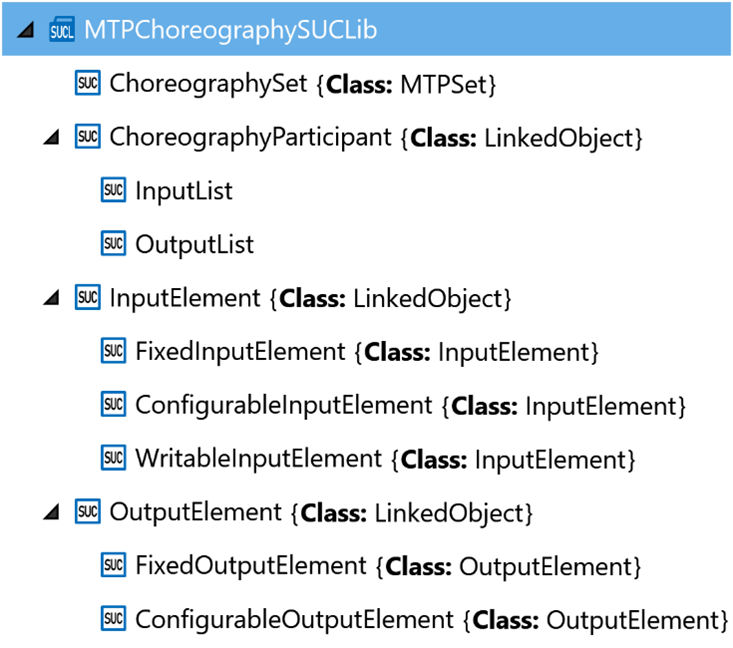 SUCL MTPChoreographySUCLib
SUC ChoreographySet {Class: MTPSet}
SUC ChoreographyParticipant {Class: LinkedObject}
SUC InputList
SUC OutputList
SUC InputElement {Class: LinkedObject}
SUC FixedInputElement {Class: InputElement}
SUC ConfigurableInputElement {Class: InputElement}
SUC WritableInputElement {Class: InputElement}
SUC OutputElement {Class: LinkedObject}
SUC FixedOutputElement {Class: OutputElement}
SUC ConfigurableOutputElement {Class: OutputElement}